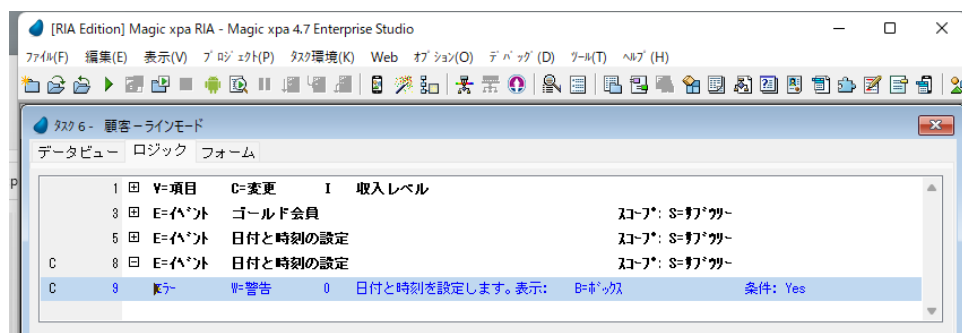 [RIA Edition] Magic xpa RIA - Magic xpa 4.7 Enterprise Studio
ﾌｧｲﾙ(F) 編集(E) 表示(V) ﾌﾟﾛｼﾞｪｸﾄ(P) ﾀｽｸ環境(K) Web ｵﾌﾟｼｮﾝ(O) ﾃﾞﾊﾞｯｸﾞ(D) ﾂｰﾙ(T) ﾍﾙﾌﾟ(H)
ﾀｽｸ 6 - 顧客－ラインモード
データビュー ロジック フォーム
1 V=項目 C=変更 I 収入レベル
3 E=ｲﾍﾞﾝﾄ ゴールド会員 ｽｺｰﾌﾟ: S=ｻﾌﾞﾂﾘｰ
5 E=ｲﾍﾞﾝﾄ 日付と時刻の設定 ｽｺｰﾌﾟ: S=ｻﾌﾞﾂﾘｰ
C 8 E=ｲﾍﾞﾝﾄ 日付と時刻の設定 ｽｺｰﾌﾟ: S=ｻﾌﾞﾂﾘｰ
C 9 ｴﾗｰ W=警告 0 日付と時刻を設定します。表示: B=ﾎﾞｯｸｽ 条件: Yes